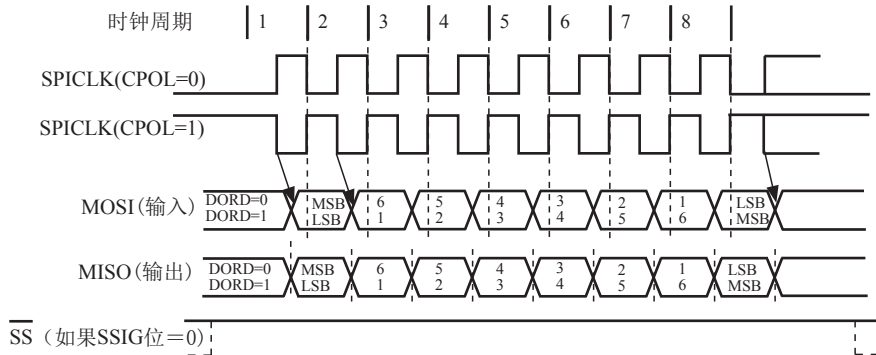 时钟周期 1 2 3 4 5 6 7 8
SPICLK(CPOL=0)
SPICLK(CPOL=1)
MOSI(输入) DORD=0 MSB 6 5 4 3 2 1 LSB
DORD=1 LSB 1 2 3 4 5 6 MSB
MISO(输出) DORD=0 MSB 6 5 4 3 2 1 LSB
DORD=1 LSB 1 2 3 4 5 6 MSB
SS (如果SSIG位=0)